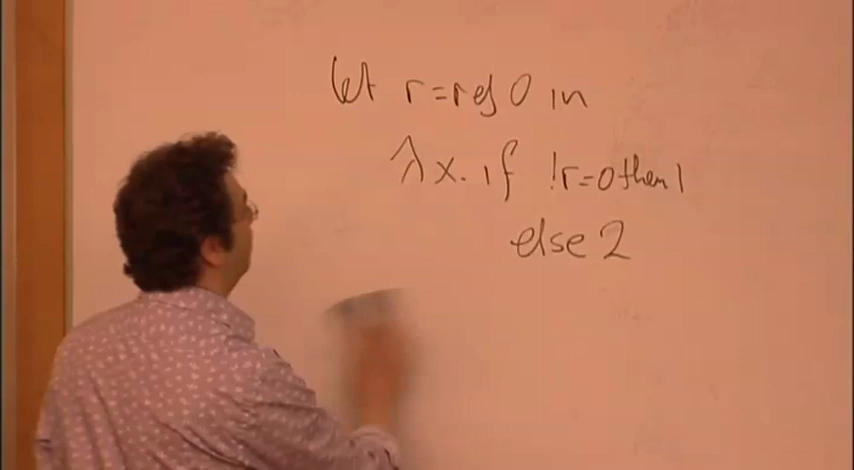 let r = ref 0 in
λx. if !r=0 then 1
else 2